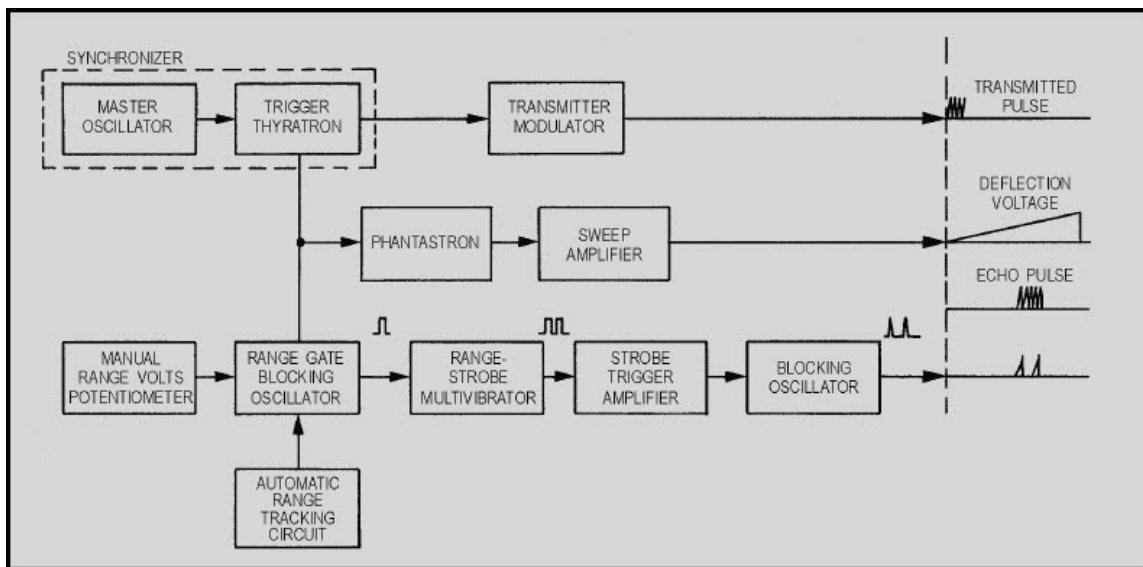 SYNCHRONIZER
MASTER
OSCILLATOR
TRIGGER
THYRATRON
TRANSMITTER
MODULATOR
TRANSMITTED
PULSE
PHANTASTRON
SWEEP
AMPLIFIER
DEFLECTION
VOLTAGE
ECHO PULSE
MANUAL
RANGE VOLTS
POTENTIOMETER
RANGE GATE
BLOCKING
OSCILLATOR
RANGE-
STROBE
MULTIVIBRATOR
STROBE
TRIGGER
AMPLIFIER
BLOCKING
OSCILLATOR
AUTOMATIC
RANGE
TRACKING
CIRCUIT